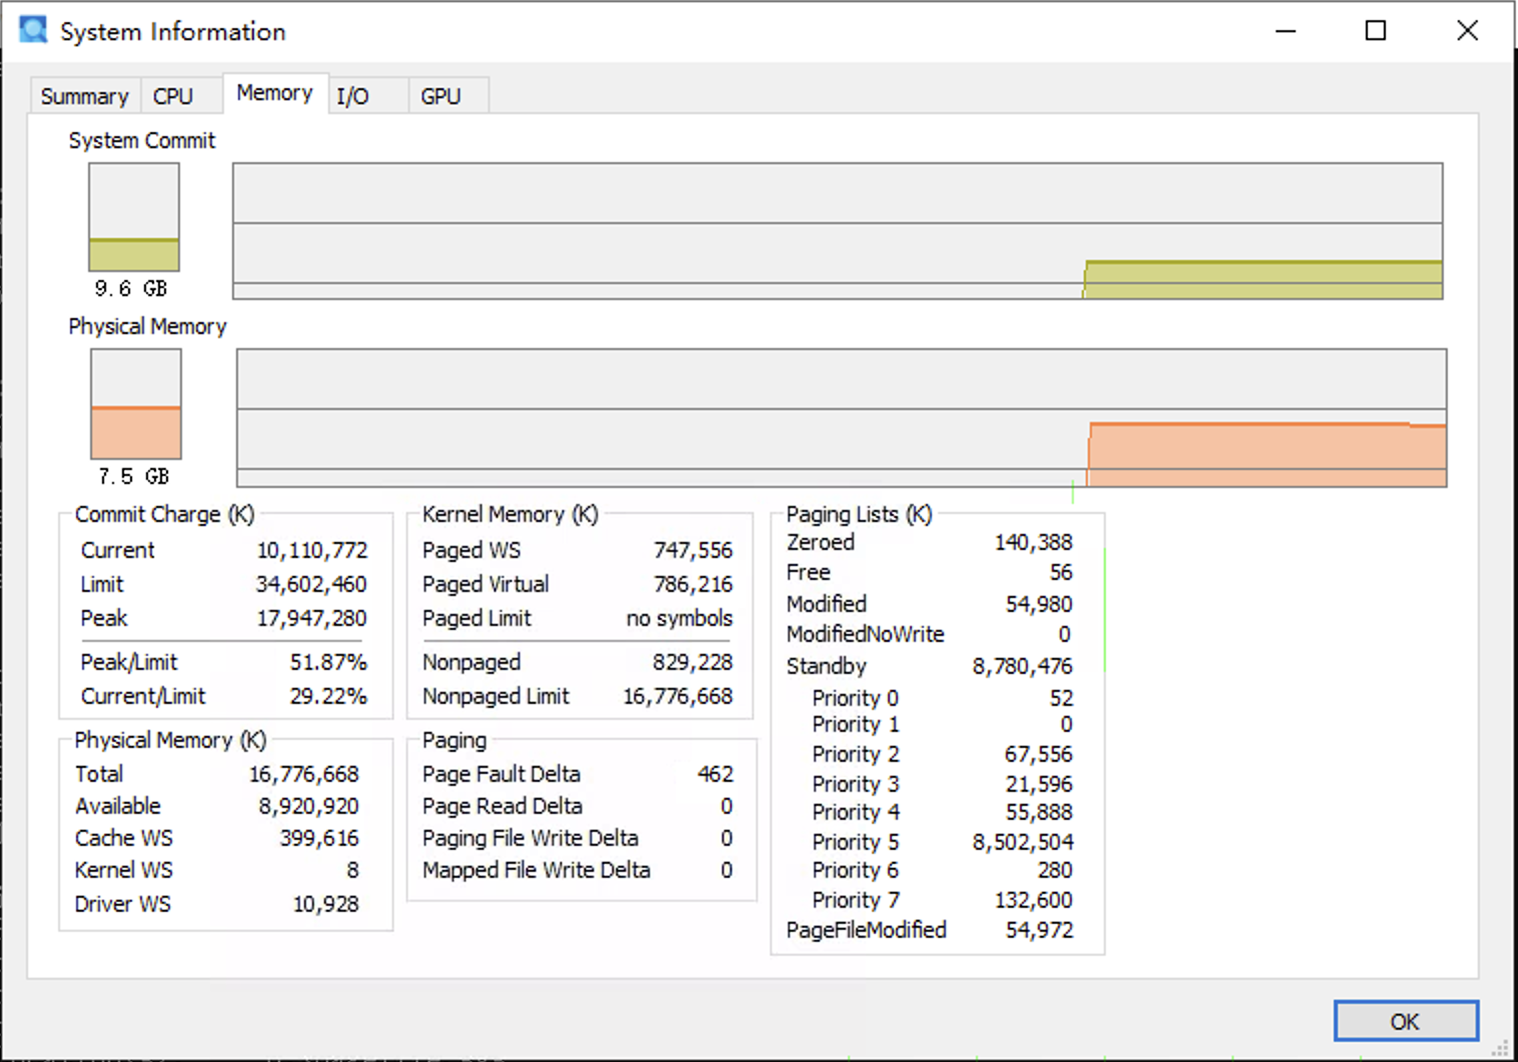 System Information
Summary CPU Memory I/O GPU
System Commit
9.6 GB
Physical Memory
7.5 GB
Commit Charge (K)
Current 10,110,772
Limit 34,602,460
Peak 17,947,280
Peak/Limit 51.87%
Current/Limit 29.22%
Physical Memory (K)
Total 16,776,668
Available 8,920,920
Cache WS 399,616
Kernel WS 8
Driver WS 10,928
Kernel Memory (K)
Paged WS 747,556
Paged Virtual 786,216
Paged Limit no symbols
Nonpaged 829,228
Nonpaged Limit 16,776,668
Paging
Page Fault Delta 462
Page Read Delta 0
Paging File Write Delta 0
Mapped File Write Delta 0
Paging Lists (K)
Zeroed 140,388
Free 56
Modified 54,980
ModifiedNoWrite 0
Standby 8,780,476
Priority 0 52
Priority 1 0
Priority 2 67,556
Priority 3 21,596
Priority 4 55,888
Priority 5 8,502,504
Priority 6 280
Priority 7 132,600
PageFileModified 54,972
OK